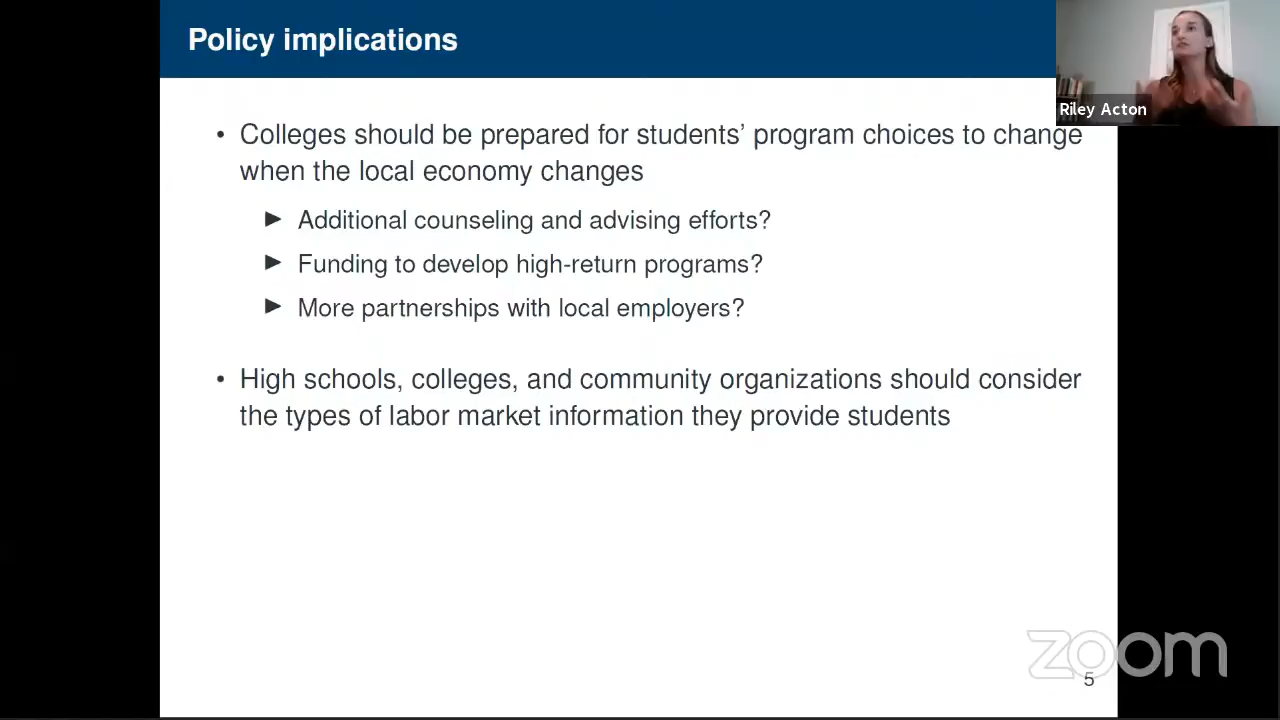 Policy implications
Riley Acton
• Colleges should be prepared for students' program choices to change
when the local economy changes
▶ Additional counseling and advising efforts?
▶ Funding to develop high-return programs?
▶ More partnerships with local employers?
• High schools, colleges, and community organizations should consider
the types of labor market information they provide students
zoom
5